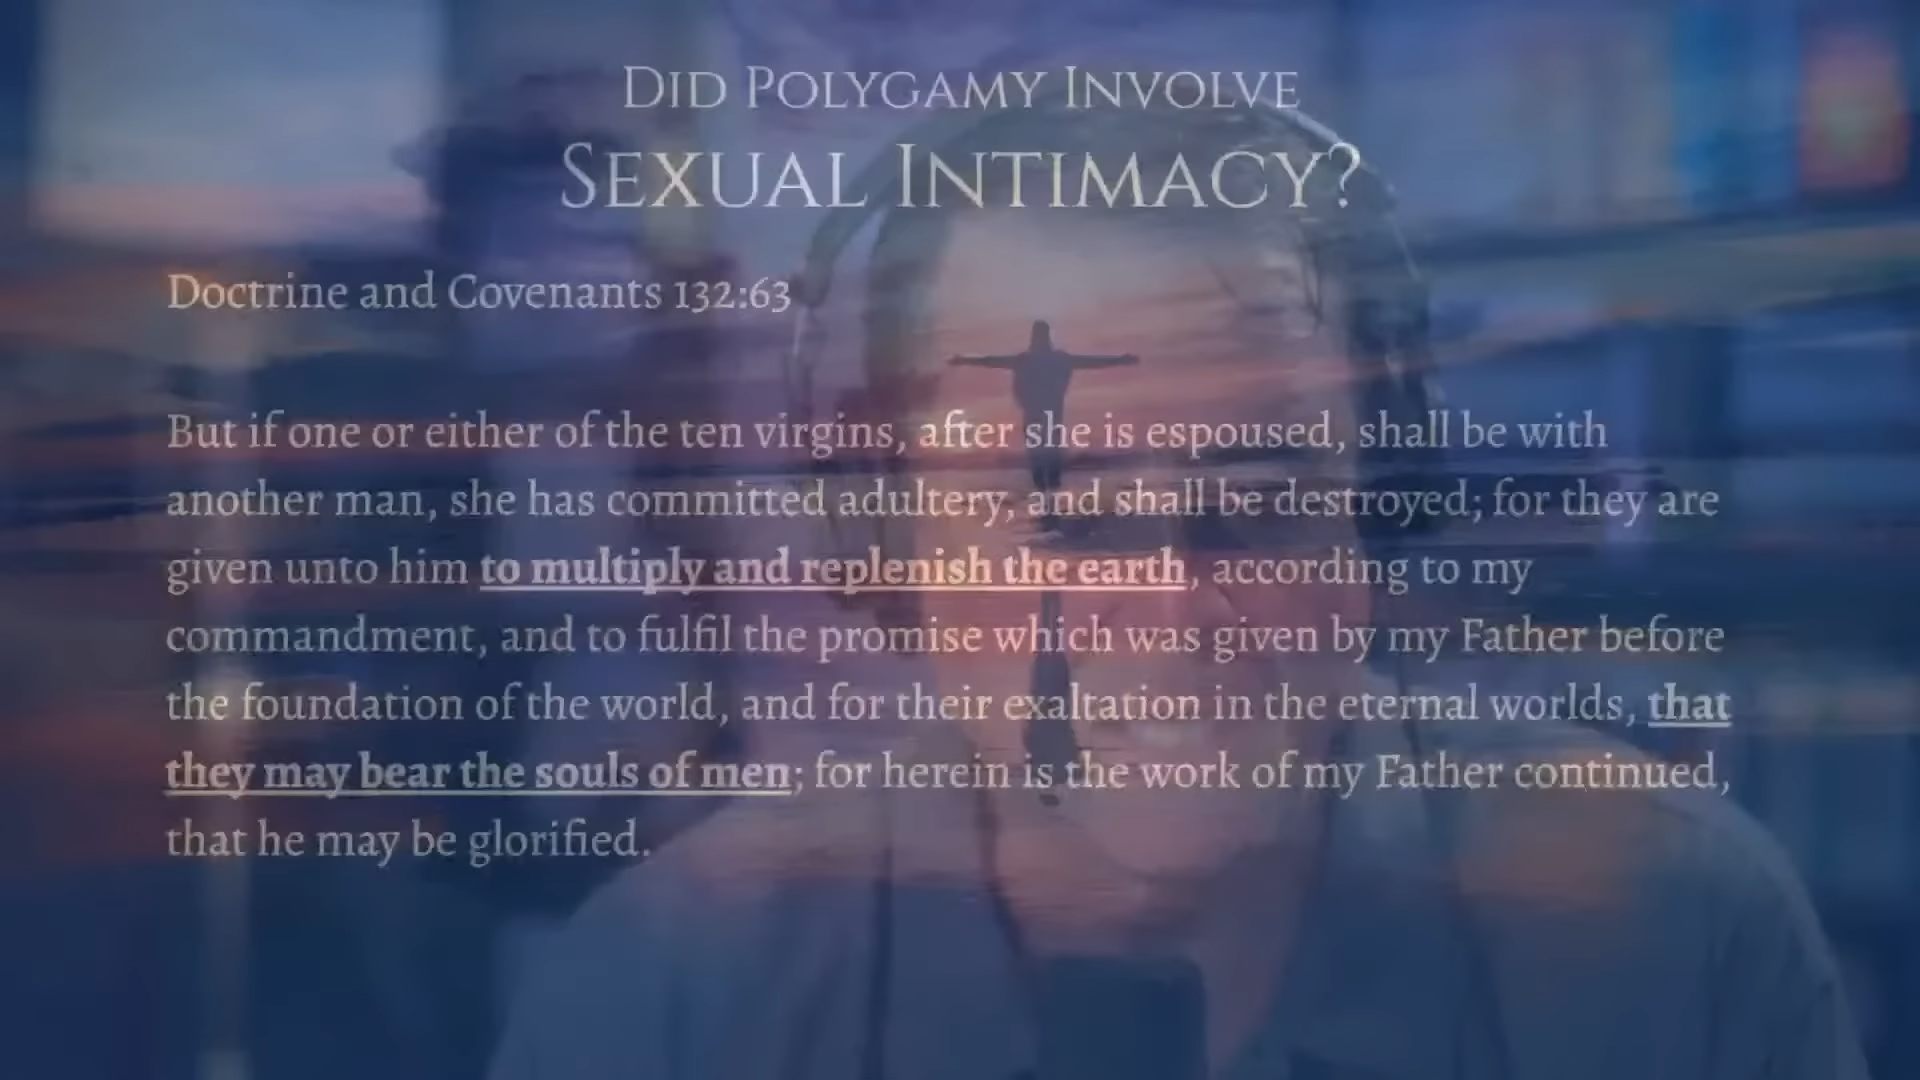 Did Polygamy Involve
Sexual Intimacy?
Doctrine and Covenants 132:63
But if one or either of the ten virgins, after she is espoused, shall be with
another man, she has committed adultery, and shall be destroyed; for they are
given unto him to multiply and replenish the earth, according to my
commandment, and to fulfil the promise which was given by my Father before
the foundation of the world, and for their exaltation in the eternal worlds, that
they may bear the souls of men; for herein is the work of my Father continued,
that he may be glorified.